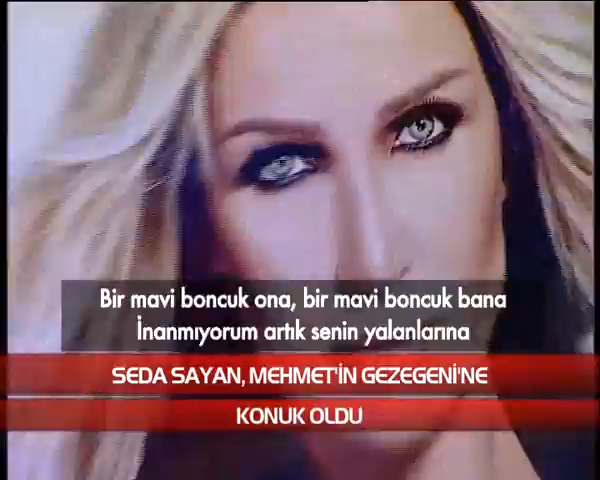 Bir mavi boncuk ona, bir mavi boncuk bana
İnanmıyorum artık senin yalanlarına
SEDA SAYAN, MEHMET'İN GEZEGENİ'NE
KONUK OLDU